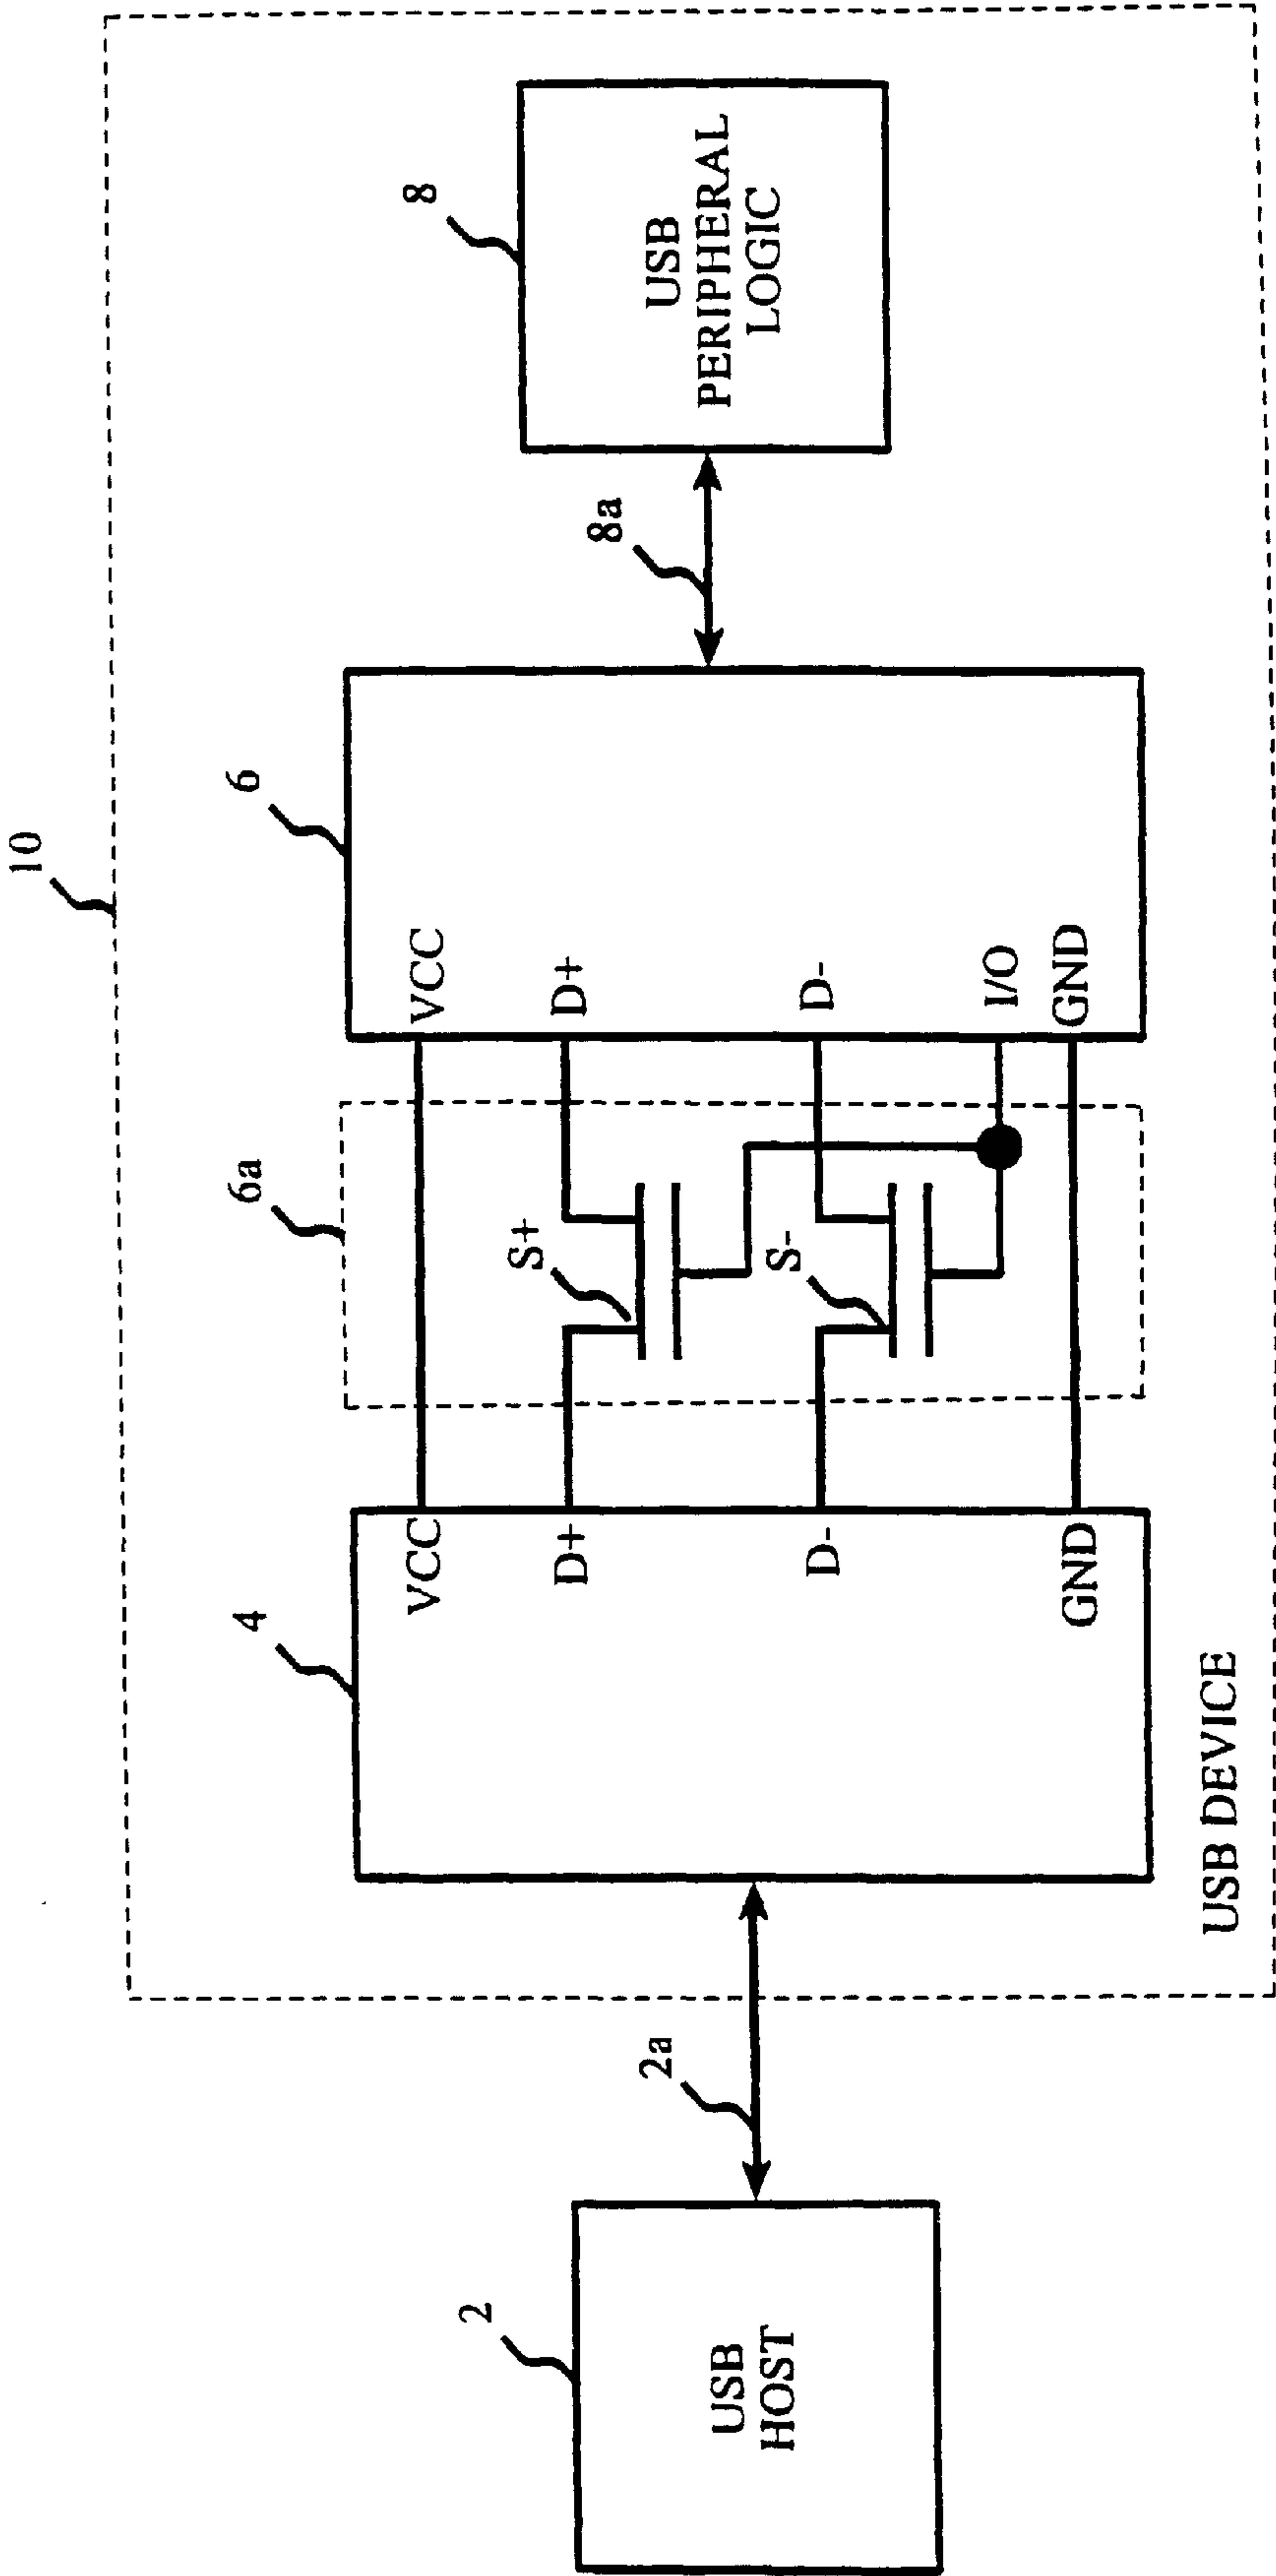 10
2
USB
HOST
2a
4
VCC
D+
D-
GND
6a
S+
S-
6
VCC
D+
D-
I/O
GND
8a
8
USB
PERIPHERAL
LOGIC
USB DEVICE